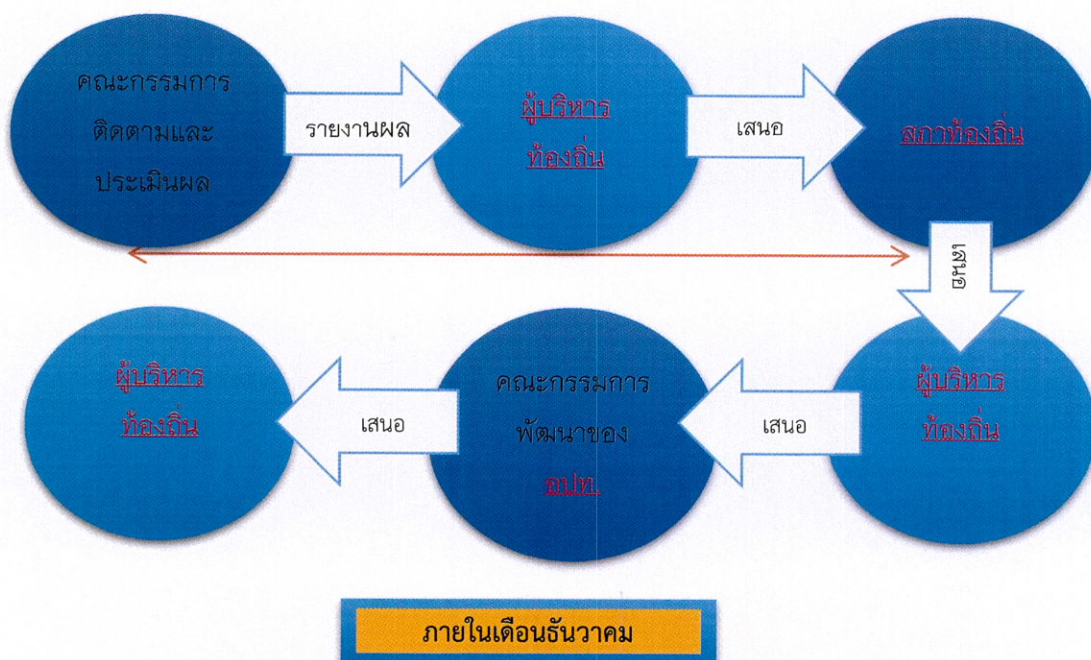 คณะกรรมการ
ติดตามและ
ประเมินผล
รายงานผล
ผู้บริหาร
ท้องถิ่น
เสนอ
สภาท้องถิ่น
เสนอ
ผู้บริหาร
ท้องถิ่น
เสนอ
คณะกรรมการ
พัฒนาของ
อปท.
เสนอ
ผู้บริหาร
ท้องถิ่น
ภายในเดือนธันวาคม